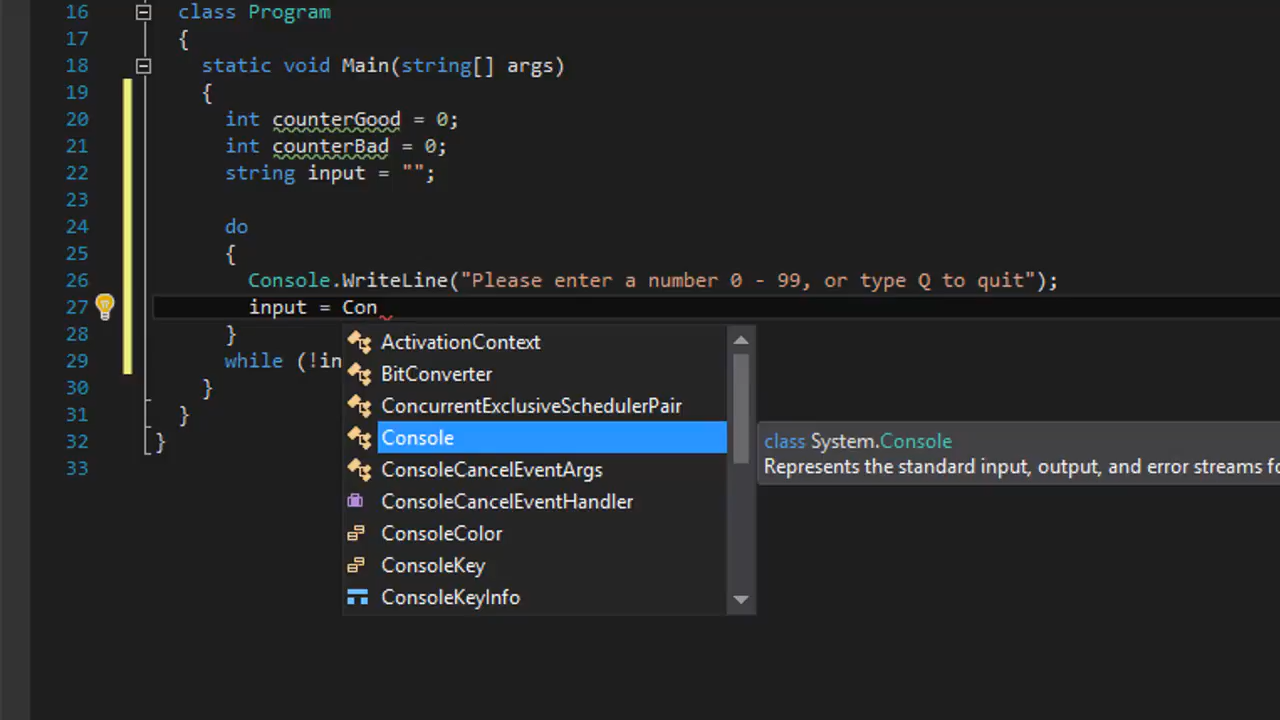 16 class Program
17 {
18 static void Main(string[] args)
19 {
20 int counterGood = 0;
21 int counterBad = 0;
22 string input = "";
23
24 do
25 {
26 Console.WriteLine("Please enter a number 0 - 99, or type Q to quit");
27 input = Con
28 }
ActivationContext
29 while (!in
BitConverter
30 }
ConcurrentExclusiveSchedulerPair
31 }
Console
class System.Console
32 }
Represents the standard input, output, and error streams fo
33
ConsoleCancelEventArgs
ConsoleCancelEventHandler
ConsoleColor
ConsoleKey
ConsoleKeyInfo